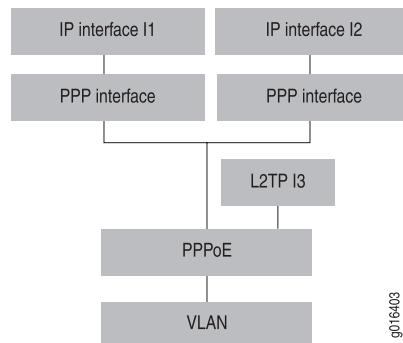 IP interface I1
IP interface I2
PPP interface
PPP interface
L2TP I3
PPPoE
VLAN
g016403